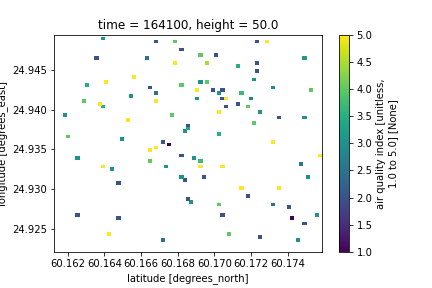 time = 164100, height = 50.0
24.945
24.940
24.935
24.930
24.925
longitude [degrees_east]
60.162 60.164 60.166 60.168 60.170 60.172 60.174
latitude [degrees_north]
5.0
4.5
4.0
3.5
3.0
2.5
2.0
1.5
1.0
air quality index [unitless,
1.0 to 5.0] [None]